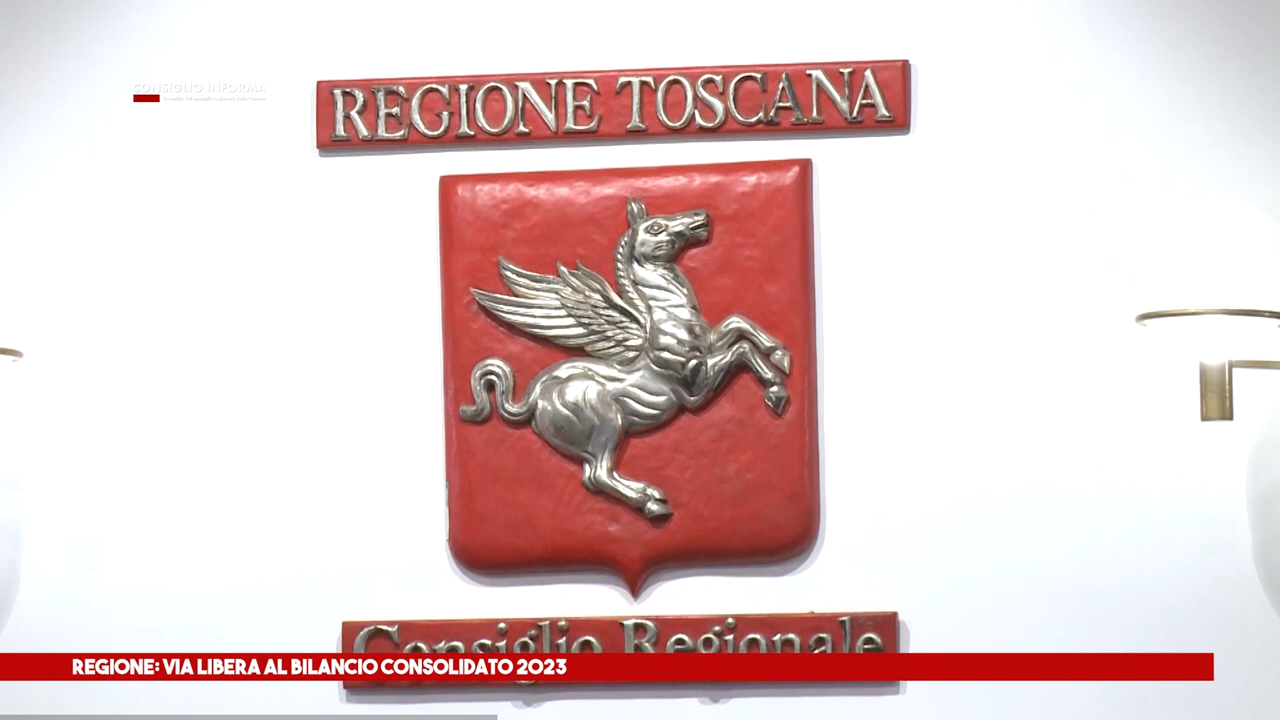 CONSIGLIO INFORMA
REGIONE TOSCANA
Consiglio Regionale
REGIONE: VIA LIBERA AL BILANCIO CONSOLIDATO 2023